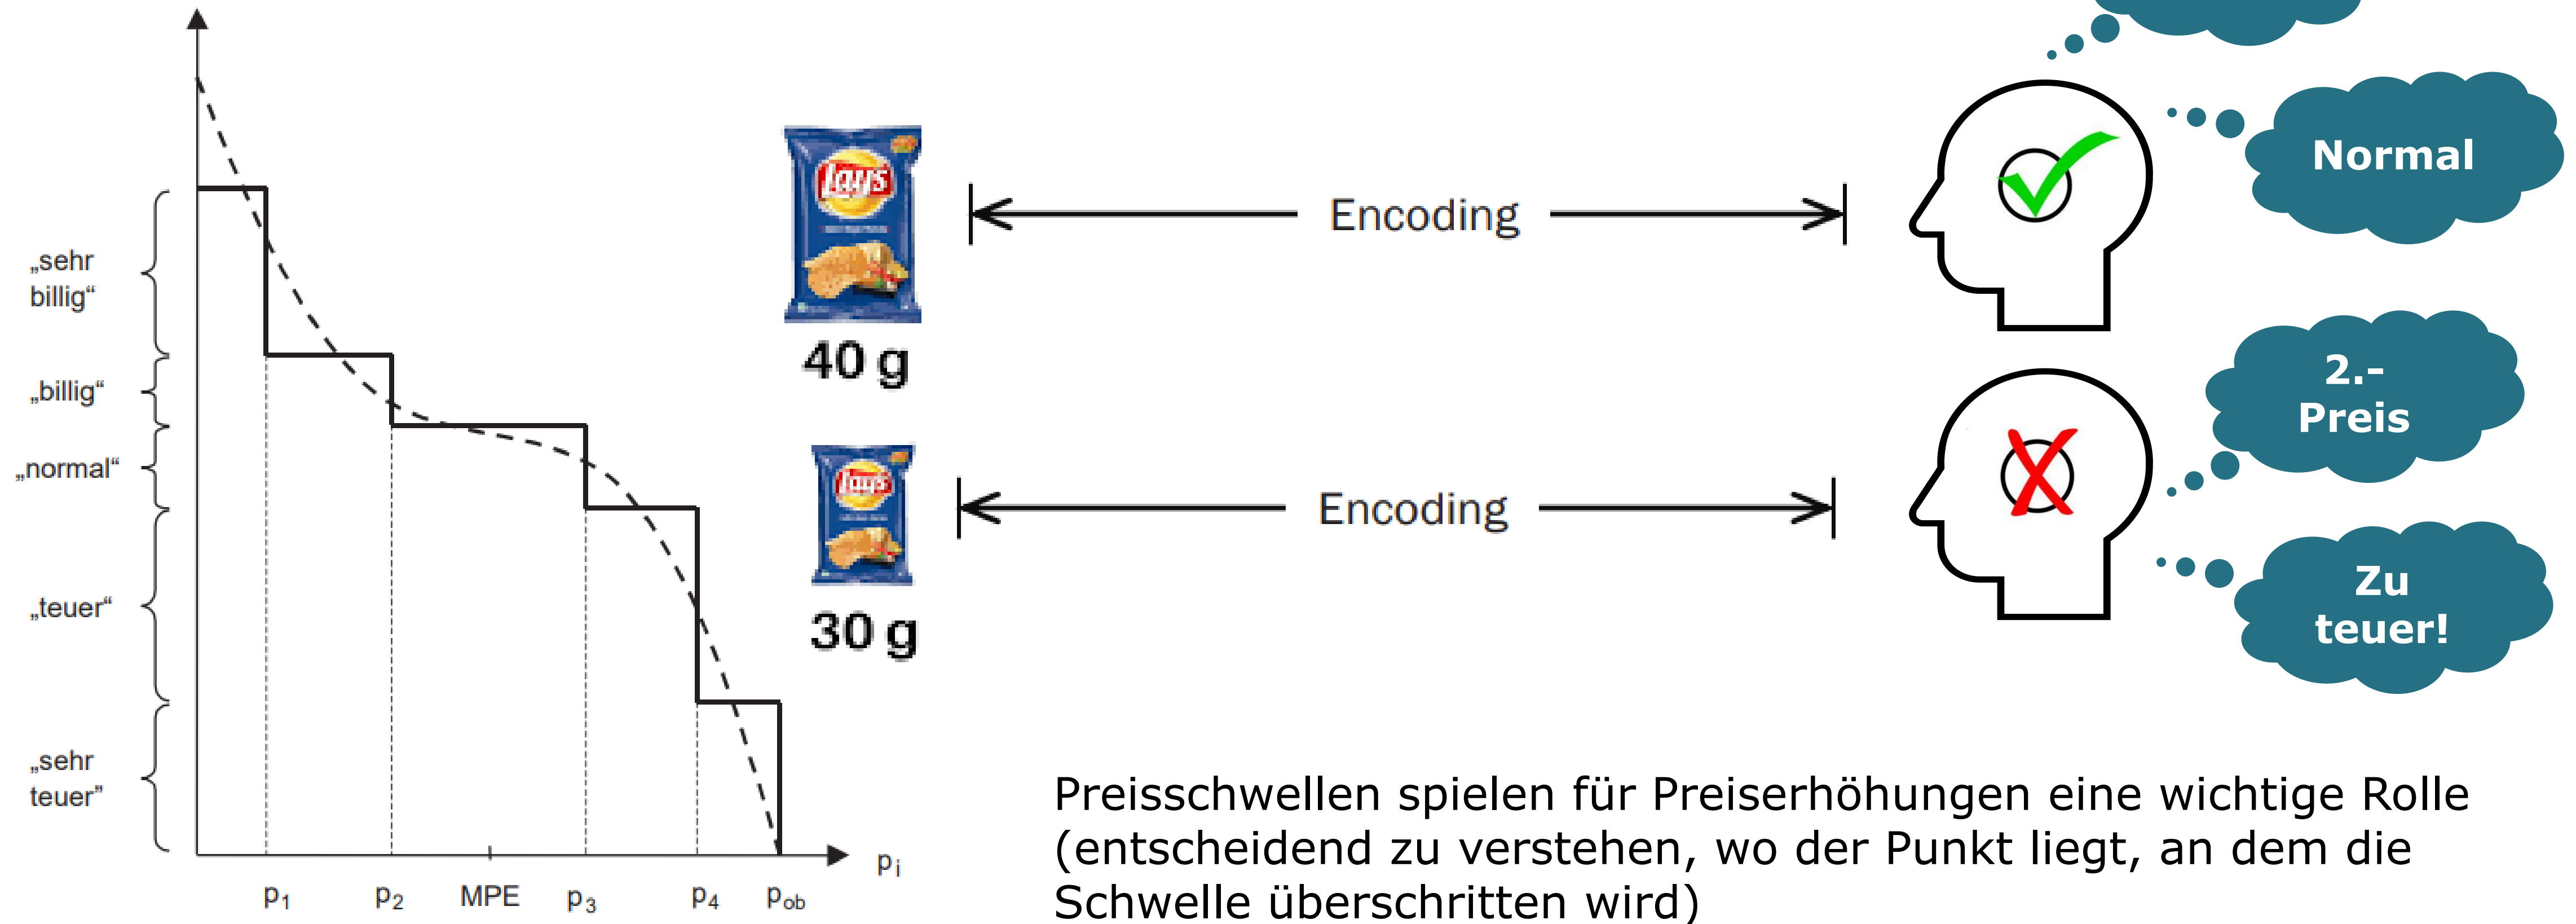 „sehr
billig“
„billig“
„normal“
„teuer“
„sehr
teuer”
p1
p2
MPE
p3
p4
pob
pi
Lay's
40 g
Encoding
Normal
Lay's
30 g
Encoding
2.-
Preis
Zu
teuer!
Preisschwellen spielen für Preiserhöhungen eine wichtige Rolle
(entscheidend zu verstehen, wo der Punkt liegt, an dem die
Schwelle überschritten wird)